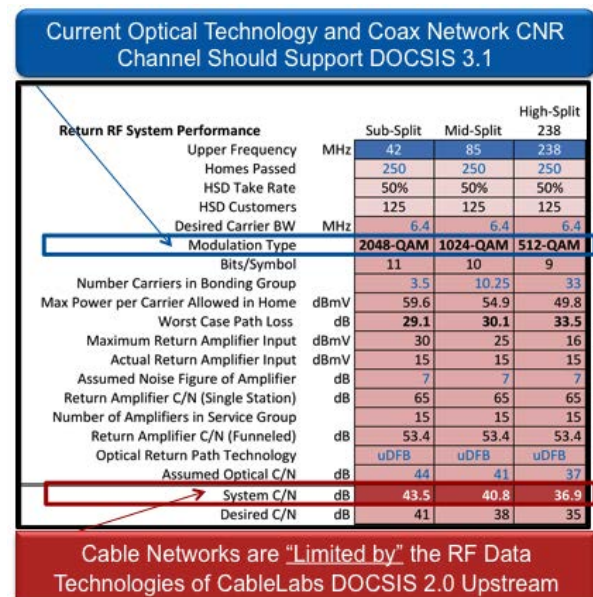 Current Optical Technology and Coax Network CNR
Channel Should Support DOCSIS 3.1
High-Split
Return RF System Performance Sub-Split Mid-Split 238
Upper Frequency MHz 42 85 238
Homes Passed 250 250 250
HSD Take Rate 50% 50% 50%
HSD Customers 125 125 125
Desired Carrier BW MHz 6.4 6.4 6.4
Modulation Type 2048-QAM 1024-QAM 512-QAM
Bits/Symbol 11 10 9
Number Carriers in Bonding Group 3.5 10.25 33
Max Power per Carrier Allowed in Home dBmV 59.6 54.9 49.8
Worst Case Path Loss dB 29.1 30.1 33.5
Maximum Return Amplifier Input dBmV 30 25 16
Actual Return Amplifier Input dBmV 15 15 15
Assumed Noise Figure of Amplifier dB 7 7 7
Return Amplifier C/N (Single Station) dB 65 65 65
Number of Amplifiers in Service Group 15 15 15
Return Amplifier C/N (Funneled) dB 53.4 53.4 53.4
Optical Return Path Technology uDFB uDFB uDFB
Assumed Optical C/N dB 44 41 37
System C/N dB 43.5 40.8 36.9
Desired C/N dB 41 38 35
Cable Networks are “Limited by” the RF Data
Technologies of CableLabs DOCSIS 2.0 Upstream